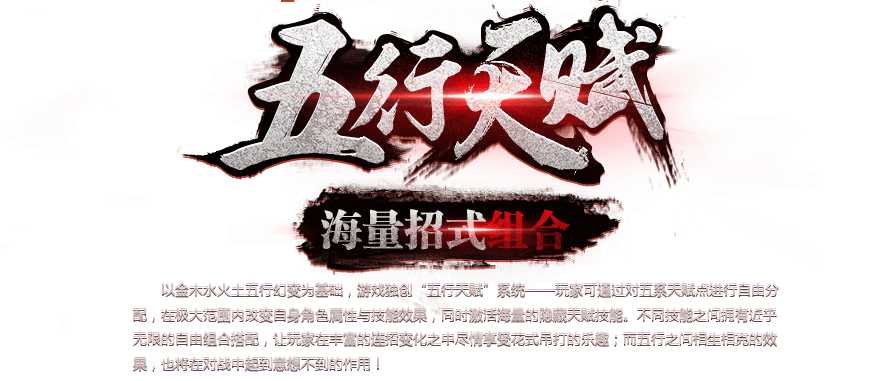 五行天赋
海量招式组合
以金木水火土五行幻变为基础，游戏独创“五行天赋”系统——玩家可通过对五系天赋点进行自由分
配，在极大范围内改变自身角色属性与技能效果，同时激活海量的隐藏天赋技能。不同技能之间拥有近乎
无限的自由组合搭配，让玩家在丰富的连招变化之中尽情享受花式吊打的乐趣；而五行之间相生相克的效
果，也将在对战中起到意想不到的作用！